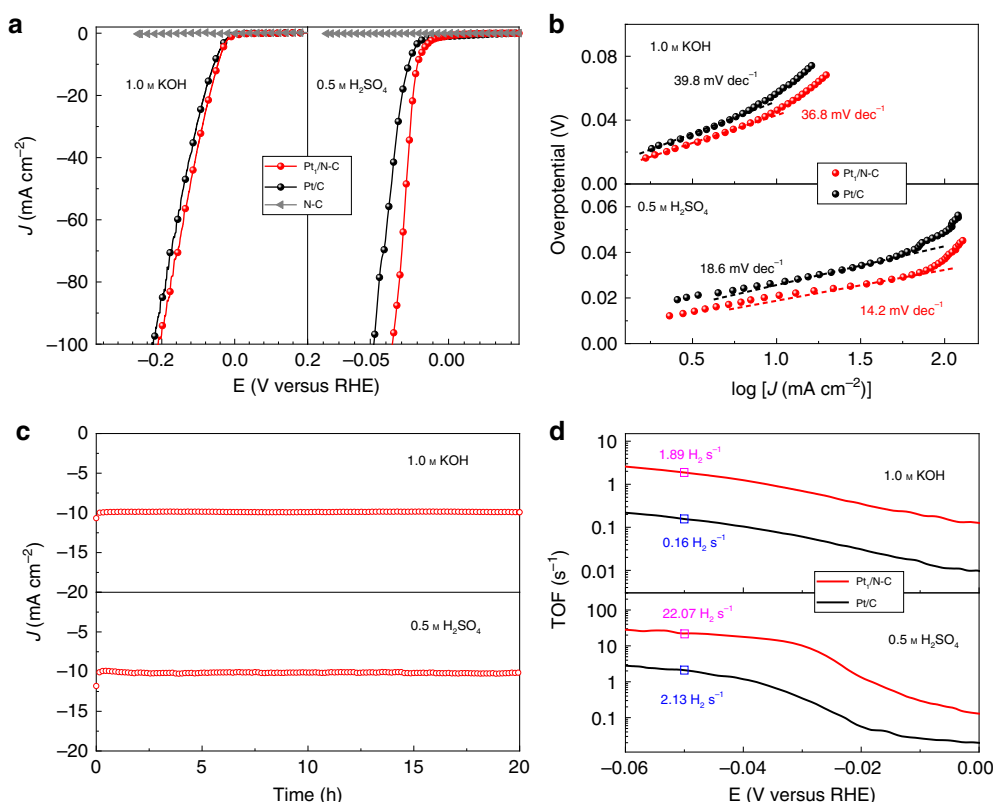 a
0
−20
−40
−60
−80
−100
J (mA cm⁻²)
1.0 M KOH
0.5 M H₂SO₄
Pt₁/N-C
Pt/C
N-C
−0.2
0.0
0.2
−0.05
0.00
E (V versus RHE)
b
0.08
0.04
0.00
0.06
0.04
0.02
0.00
Overpotential (V)
1.0 M KOH
39.8 mV dec⁻¹
36.8 mV dec⁻¹
Pt₁/N-C
Pt/C
0.5 M H₂SO₄
18.6 mV dec⁻¹
14.2 mV dec⁻¹
0.5
1.0
1.5
2.0
log [J (mA cm⁻²)]
c
0
−5
−10
−15
−20
−5
−10
−15
−20
J (mA cm⁻²)
1.0 M KOH
0.5 M H₂SO₄
0
5
10
15
20
Time (h)
d
10
1
0.1
0.01
100
10
1
0.1
TOF (s⁻¹)
1.89 H₂ s⁻¹
1.0 M KOH
0.16 H₂ s⁻¹
Pt₁/N-C
Pt/C
22.07 H₂ s⁻¹
0.5 M H₂SO₄
2.13 H₂ s⁻¹
−0.06
−0.04
−0.02
0.00
E (V versus RHE)